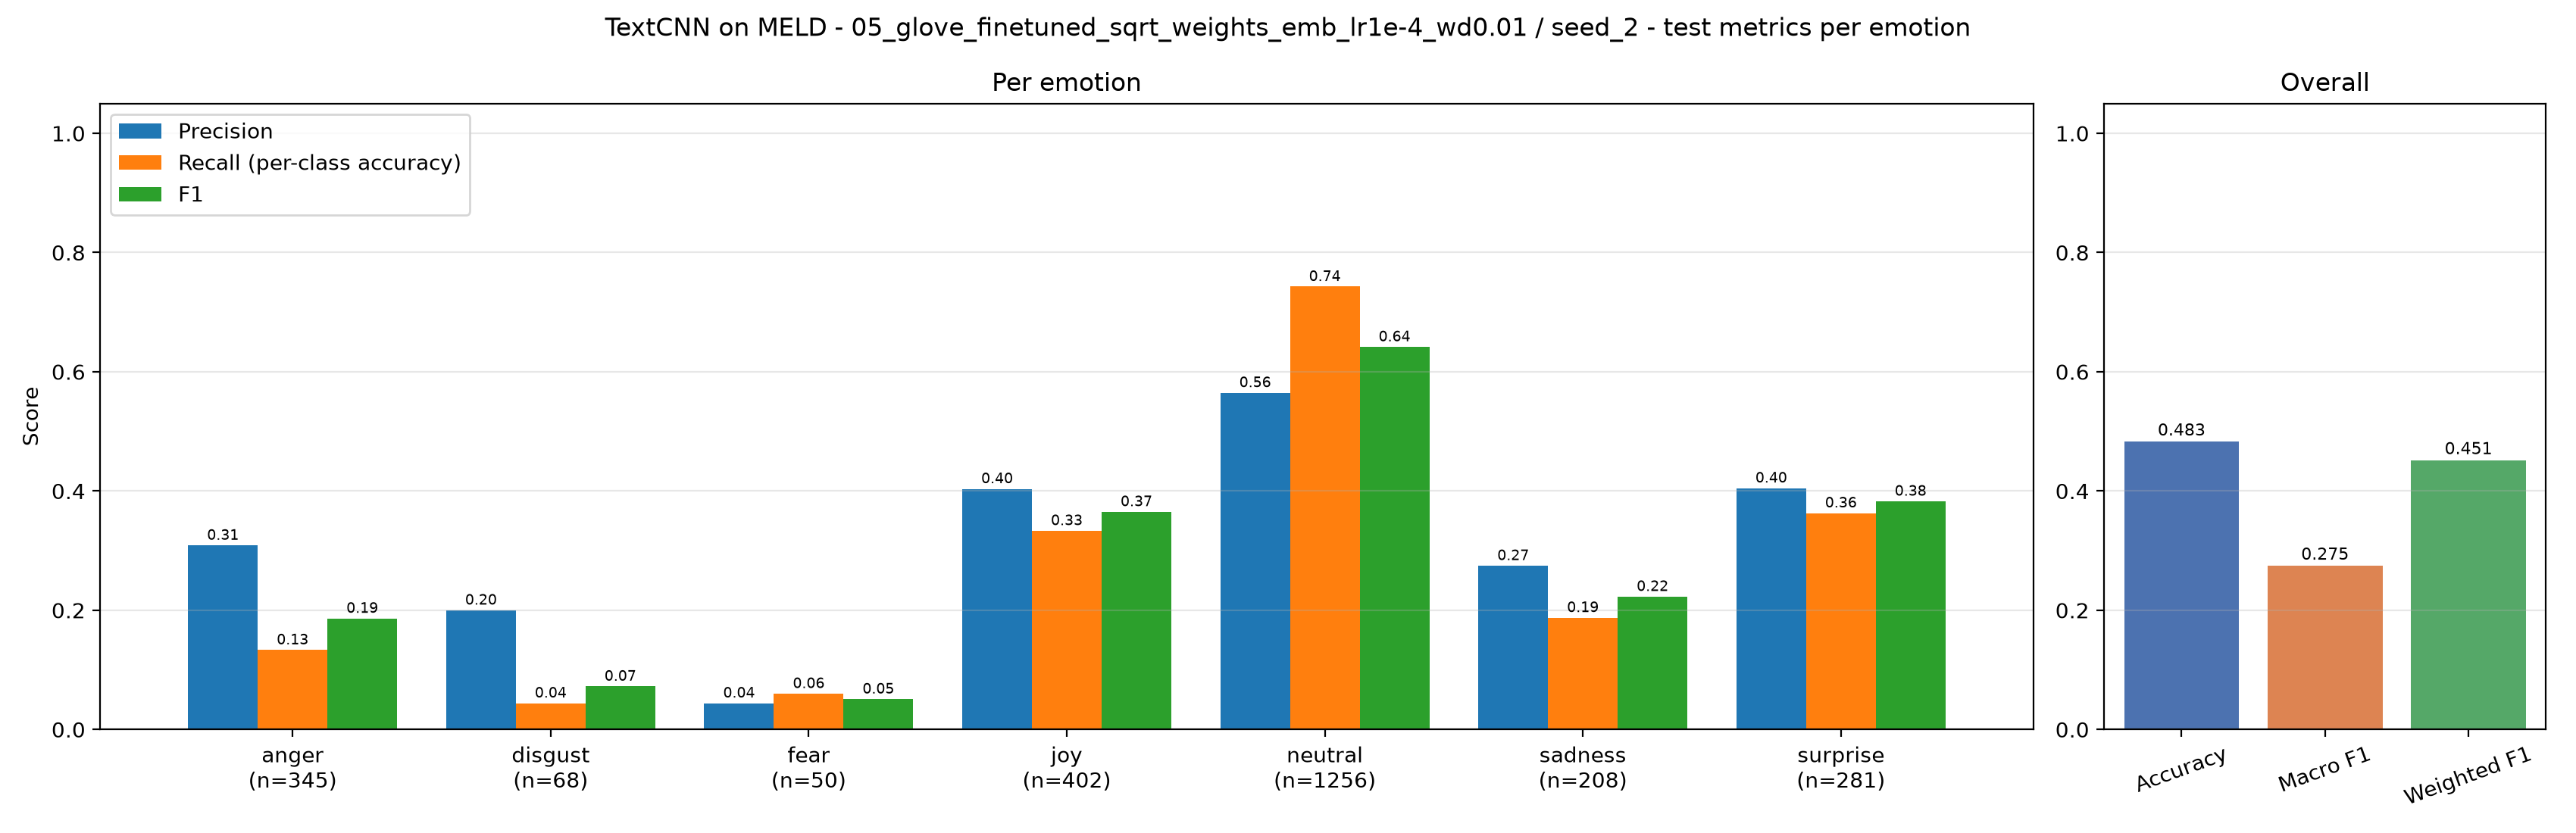 TextCNN on MELD - 05_glove_finetuned_sqrt_weights_emb_lr1e-4_wd0.01 / seed_2 - test metrics per emotion
Per emotion
Precision
Recall (per-class accuracy)
F1
Score
1.0
0.8
0.6
0.4
0.2
0.0
0.31
0.13
0.19
0.20
0.04
0.07
0.04
0.06
0.05
0.40
0.33
0.37
0.56
0.74
0.64
0.27
0.19
0.22
0.40
0.36
0.38
anger
(n=345)
disgust
(n=68)
fear
(n=50)
joy
(n=402)
neutral
(n=1256)
sadness
(n=208)
surprise
(n=281)
Overall
1.0
0.8
0.6
0.4
0.2
0.0
0.483
0.275
0.451
Accuracy
Macro F1
Weighted F1